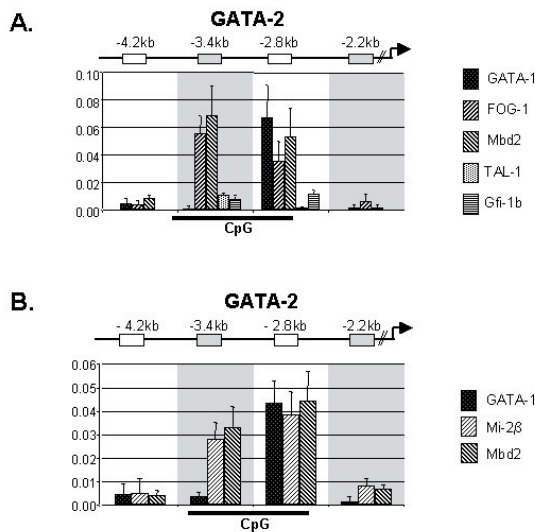 A.
GATA-2
-4.2kb -3.4kb -2.8kb -2.2kb
0.10
0.08
0.06
0.04
0.02
0.00
CpG
GATA-1
FOG-1
Mbd2
TAL-1
Gfi-1b
B.
GATA-2
- 4.2kb -3.4kb - 2.8kb -2.2kb
0.06
0.05
0.04
0.03
0.02
0.01
0.00
CpG
GATA-1
Mi-2β
Mbd2